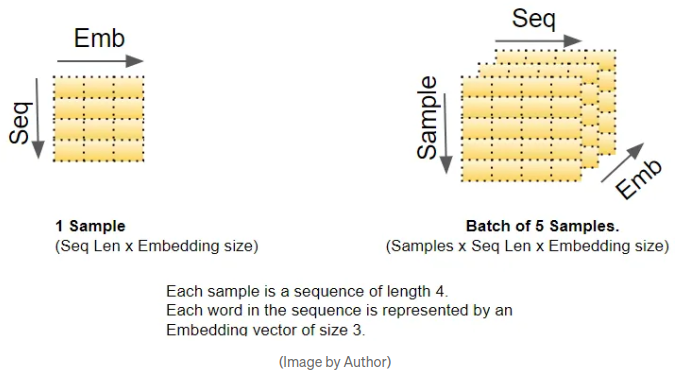 Emb
Seq
Seq
Sample
Emb
1 Sample
(Seq Len x Embedding size)
Batch of 5 Samples.
(Samples x Seq Len x Embedding size)
Each sample is a sequence of length 4.
Each word in the sequence is represented by an
Embedding vector of size 3.
(Image by Author)